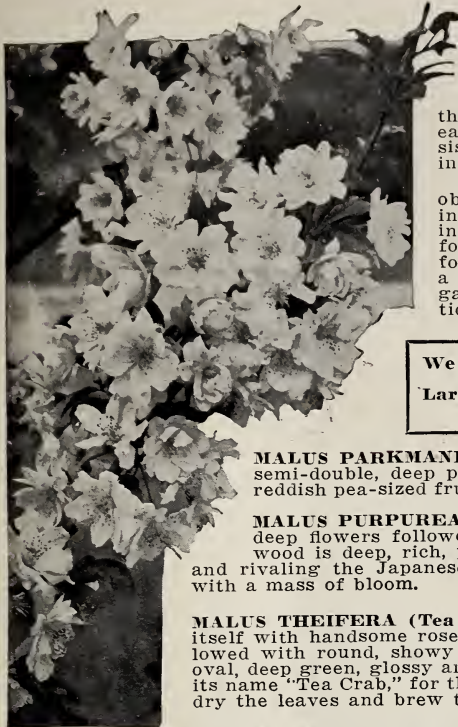 th
ea
sis
in
ob
in
in
fo
fo
a
ga
tic
We
Lar
MALUS PARKMANI
semi-double, deep p
reddish pea-sized fru
MALUS PURPUREA
deep flowers followe
wood is deep, rich, 
and rivaling the Japanese
with a mass of bloom.
MALUS THEIFERA (Tea
itself with handsome rose
lowed with round, showy
oval, deep green, glossy an
its name "Tea Crab," for th
dry the leaves and brew t